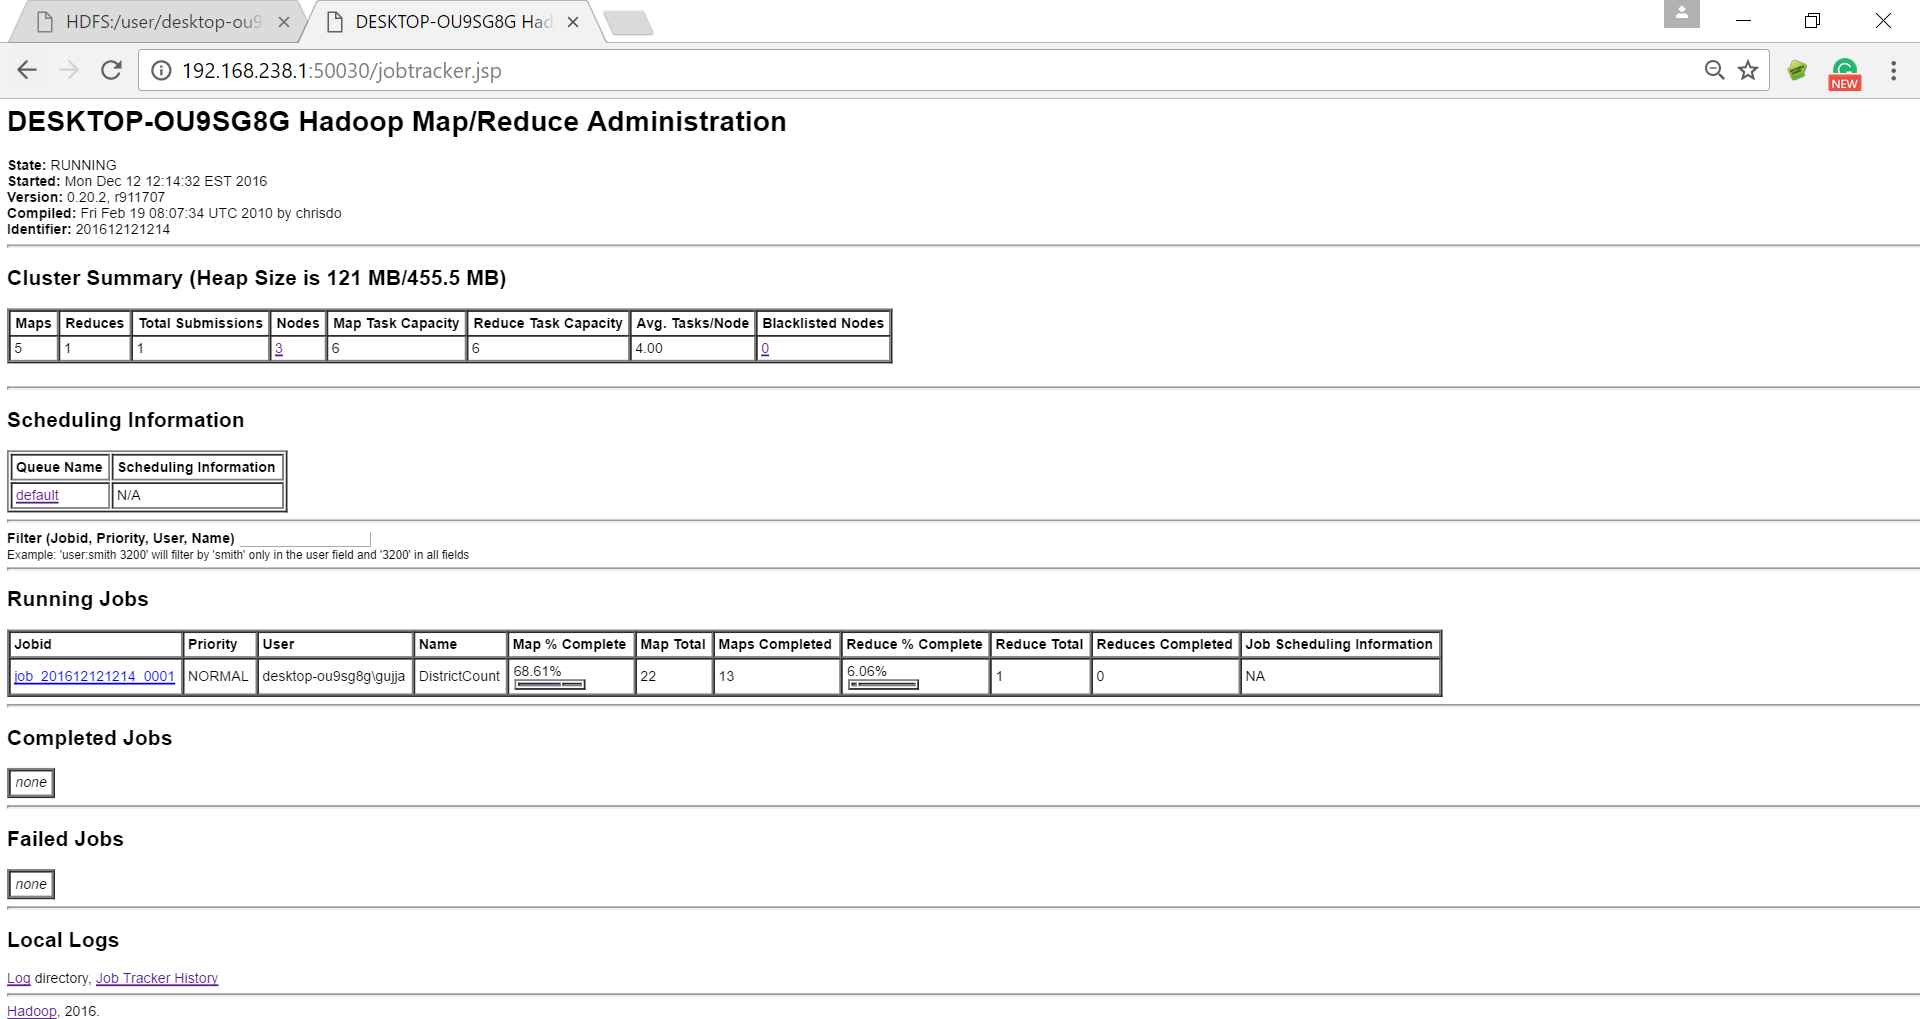 HDFS:/user/desktop-ou9
DESKTOP-OU9SG8G Had
192.168.238.1:50030/jobtracker.jsp
NEW
DESKTOP-OU9SG8G Hadoop Map/Reduce Administration
State: RUNNING
Started: Mon Dec 12 12:14:32 EST 2016
Version: 0.20.2, r911707
Compiled: Fri Feb 19 08:07:34 UTC 2010 by chrisdo
Identifier: 201612121214
Cluster Summary (Heap Size is 121 MB/455.5 MB)
Maps Reduces Total Submissions Nodes Map Task Capacity Reduce Task Capacity Avg. Tasks/Node Blacklisted Nodes
5 1 1 3 6 6 4.00 0
Scheduling Information
Queue Name Scheduling Information
default N/A
Filter (Jobid, Priority, User, Name)
Example: 'user:smith 3200' will filter by 'smith' only in the user field and '3200' in all fields
Running Jobs
Jobid Priority User Name Map % Complete Map Total Maps Completed Reduce % Complete Reduce Total Reduces Completed Job Scheduling Information
job_201612121214_0001 NORMAL desktop-ou9sg8g\gujja DistrictCount 68.61% 22 13 6.06% 1 0 NA
Completed Jobs
none
Failed Jobs
none
Local Logs
Log directory, Job Tracker History
Hadoop, 2016.